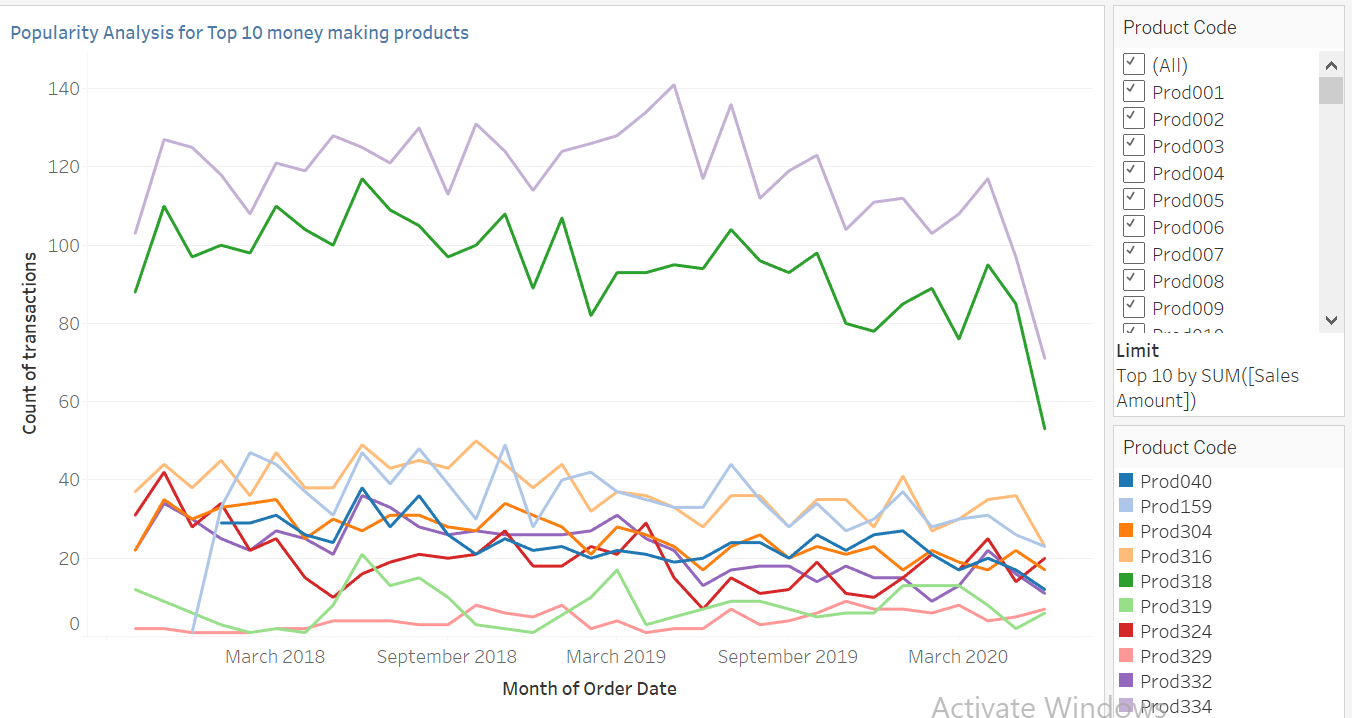 Popularity Analysis for Top 10 money making products
Count of transactions
140
120
100
80
60
40
20
0
March 2018
September 2018
March 2019
September 2019
March 2020
Month of Order Date
Product Code
(All)
Prod001
Prod002
Prod003
Prod004
Prod005
Prod006
Prod007
Prod008
Prod009
Limit
Top 10 by SUM([Sales
Amount])
Product Code
Prod040
Prod159
Prod304
Prod316
Prod318
Prod319
Prod324
Prod329
Prod332
Prod334
Activate Windows